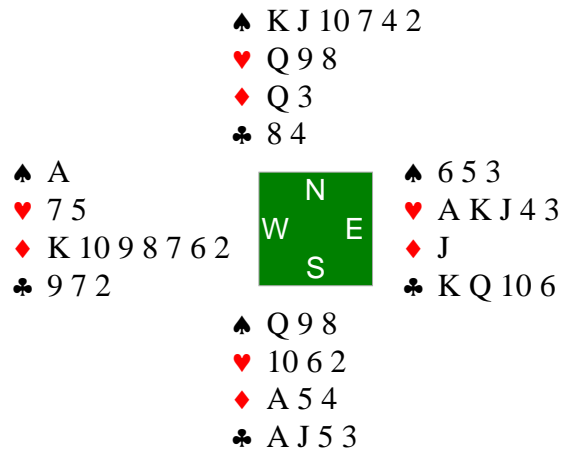 ♠ K J 10 7 4 2
♥ Q 9 8
♦ Q 3
♣ 8 4
♠ A
♥ 7 5
♦ K 10 9 8 7 6 2
♣ 9 7 2
N
W E
S
♠ 6 5 3
♥ A K J 4 3
♦ J
♣ K Q 10 6
♠ Q 9 8
♥ 10 6 2
♦ A 5 4
♣ A J 5 3